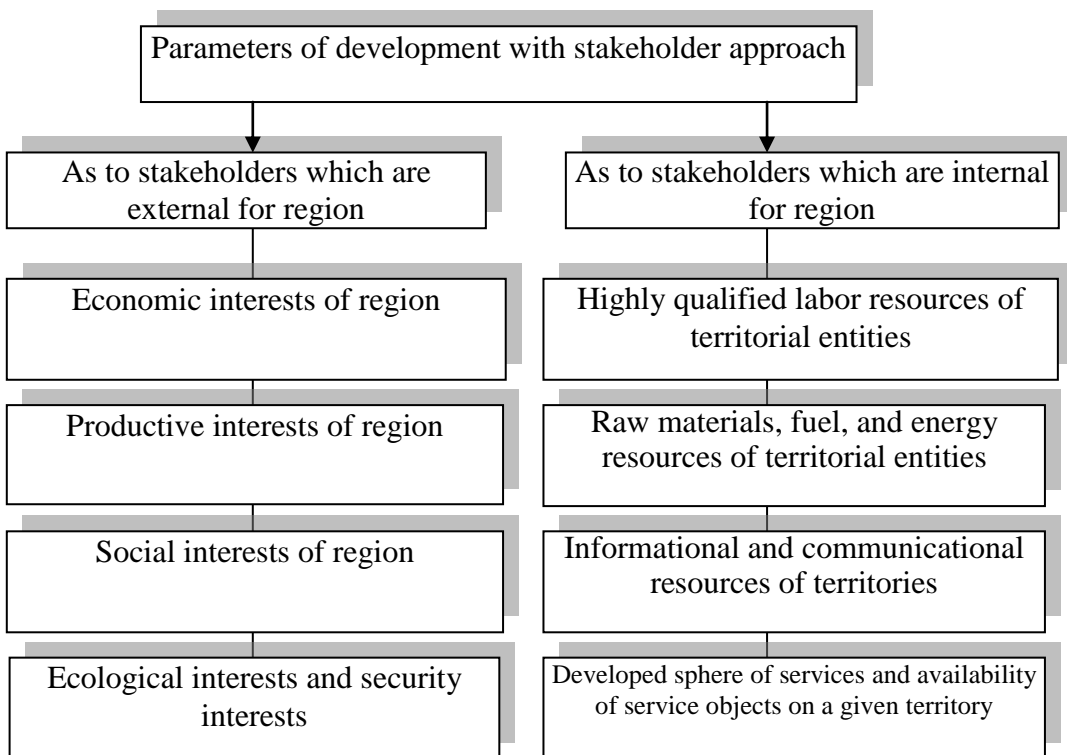 Parameters of development with stakeholder approach
As to stakeholders which are
external for region
As to stakeholders which are internal
for region
Economic interests of region
Highly qualified labor resources of
territorial entities
Productive interests of region
Raw materials, fuel, and energy
resources of territorial entities
Social interests of region
Informational and communicational
resources of territories
Ecological interests and security
interests
Developed sphere of services and availability
of service objects on a given territory